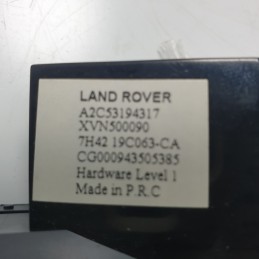 LAND ROVER
A2C53194317
XVN500090
7H42 19C063-CA
CG000943505385
Hardware Level 1
Made in P.R.C